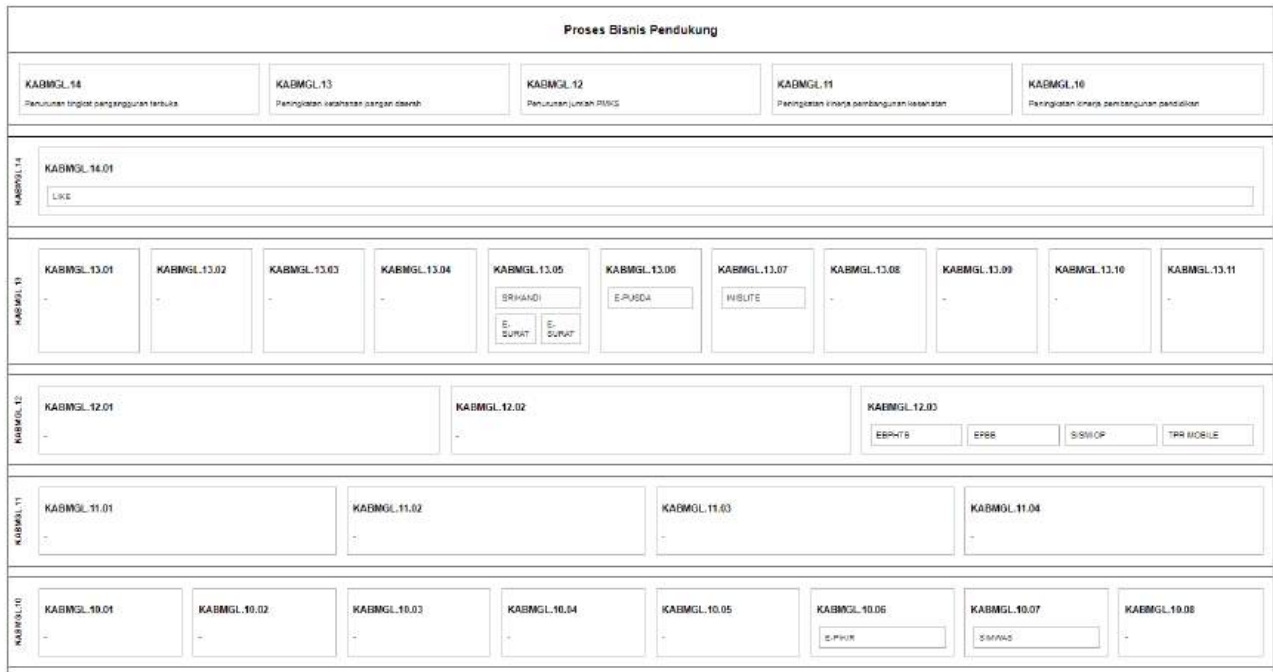 Proses Bisnis Pendukung
KABMGL.14
Penurunan tingkat pengangguran terbuka
KABMGL.13
Peningkatan ketahanan pangan daerah
KABMGL.12
Penurunan jumlah PMKS
KABMGL.11
Peningkatan kinerja pembangunan kesehatan
KABMGL.10
Peningkatan kinerja pembangunan pendidikan
KABMGL.14
KABMGL.14.01
LIKE
KABMGL.13
KABMGL.13.01
-
KABMGL.13.02
-
KABMGL.13.03
-
KABMGL.13.04
-
KABMGL.13.05
SRIKANDI
E-
SURAT
E-
SURAT
KABMGL.13.06
E-PUSDA
KABMGL.13.07
INISLITE
KABMGL.13.08
-
KABMGL.13.09
-
KABMGL.13.10
-
KABMGL.13.11
-
KABMGL.12
KABMGL.12.01
-
KABMGL.12.02
-
KABMGL.12.03
EBPHTB
EPBB
SISMIOP
TPR MOBILE
KABMGL.11
KABMGL.11.01
-
KABMGL.11.02
-
KABMGL.11.03
-
KABMGL.11.04
-
KABMGL.10
KABMGL.10.01
-
KABMGL.10.02
-
KABMGL.10.03
-
KABMGL.10.04
-
KABMGL.10.05
-
KABMGL.10.06
E-PIKIR
KABMGL.10.07
SIMWAS
KABMGL.10.08
-